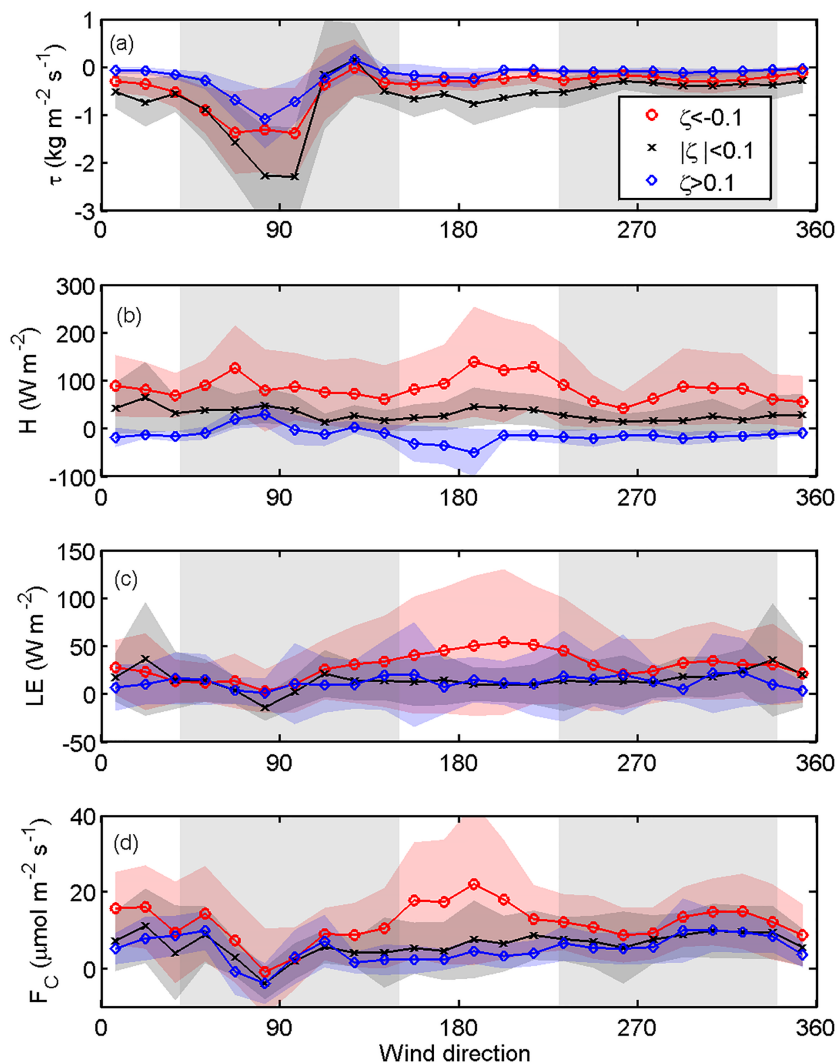 (a)
τ (kg m⁻² s⁻¹)
1
0
-1
-2
-3
ζ<-0.1
|ζ|<0.1
ζ>0.1
0 90 180 270 360
(b)
H (W m⁻²)
300
200
100
0
-100
0 90 180 270 360
(c)
LE (W m⁻²)
150
100
50
0
-50
0 90 180 270 360
(d)
F_C (μmol m⁻² s⁻¹)
40
20
0
0 90 180 270 360
Wind direction